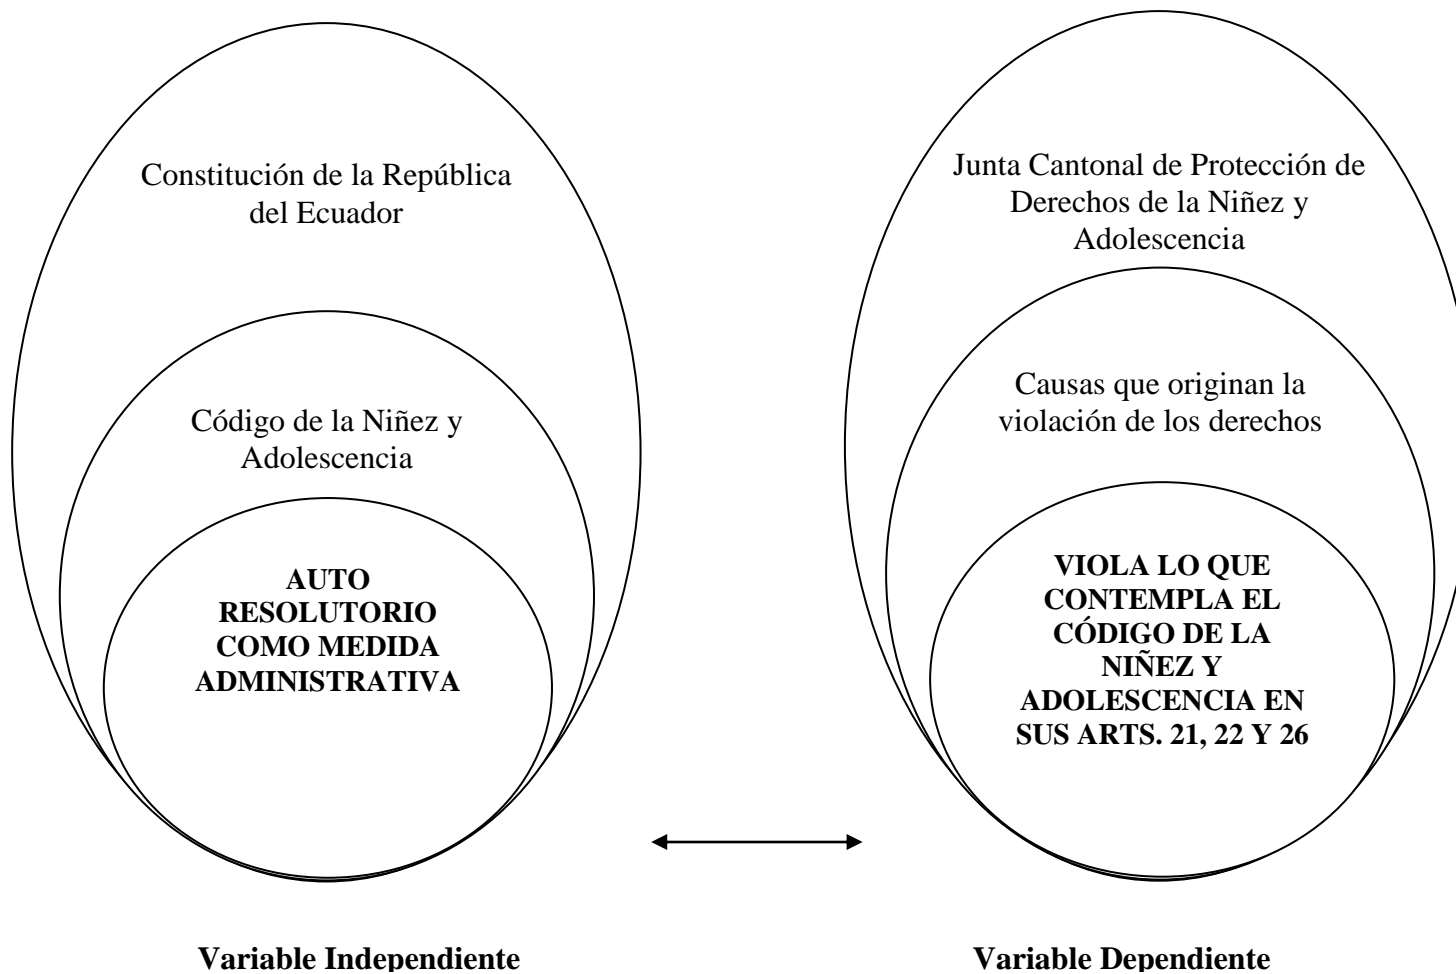 Constitución de la República
del Ecuador
Código de la Niñez y
Adolescencia
AUTO
RESOLUTORIO
COMO MEDIDA
ADMINISTRATIVA
Variable Independiente
Junta Cantonal de Protección de
Derechos de la Niñez y
Adolescencia
Causas que originan la
violación de los derechos
VIOLA LO QUE
CONTEMPLA EL
CÓDIGO DE LA
NIÑEZ Y
ADOLESCENCIA EN
SUS ARTS. 21, 22 Y 26
Variable Dependiente